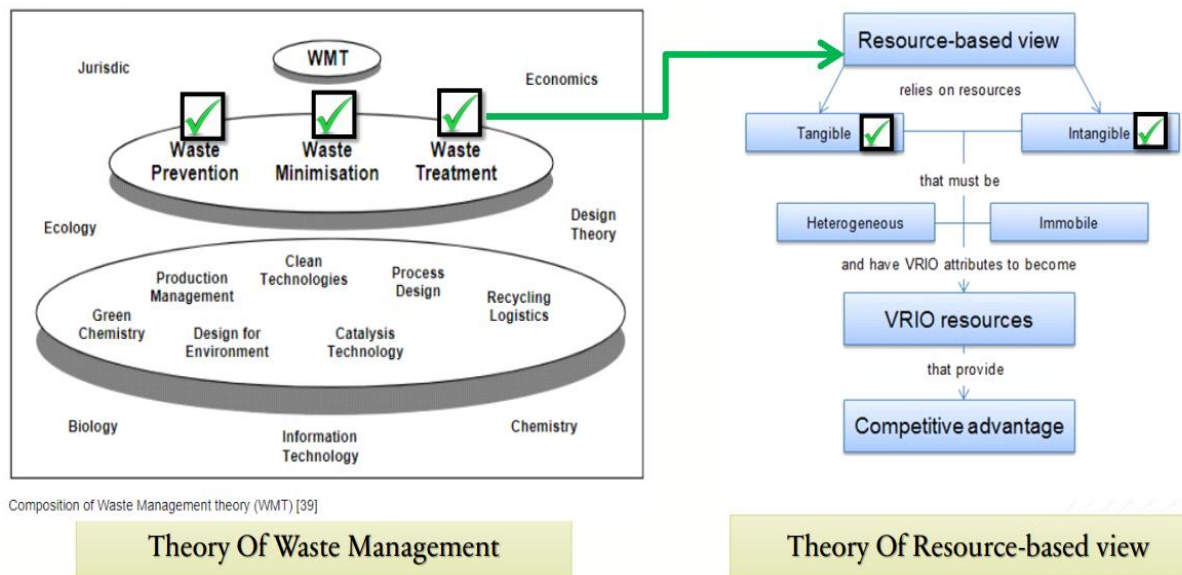 WMT
Jurisdic
Economics
Waste
Prevention
Waste
Minimisation
Waste
Treatment
Ecology
Design
Theory
Clean
Technologies
Production
Management
Process
Design
Recycling
Logistics
Green
Chemistry
Design for
Environment
Catalysis
Technology
Biology
Information
Technology
Chemistry
Composition of Waste Management theory (WMT) [39]
Theory Of Waste Management
Resource-based view
relies on resources
Tangible
Intangible
that must be
Heterogeneous
Immobile
and have VRIO attributes to become
VRIO resources
that provide
Competitive advantage
Theory Of Resource-based view